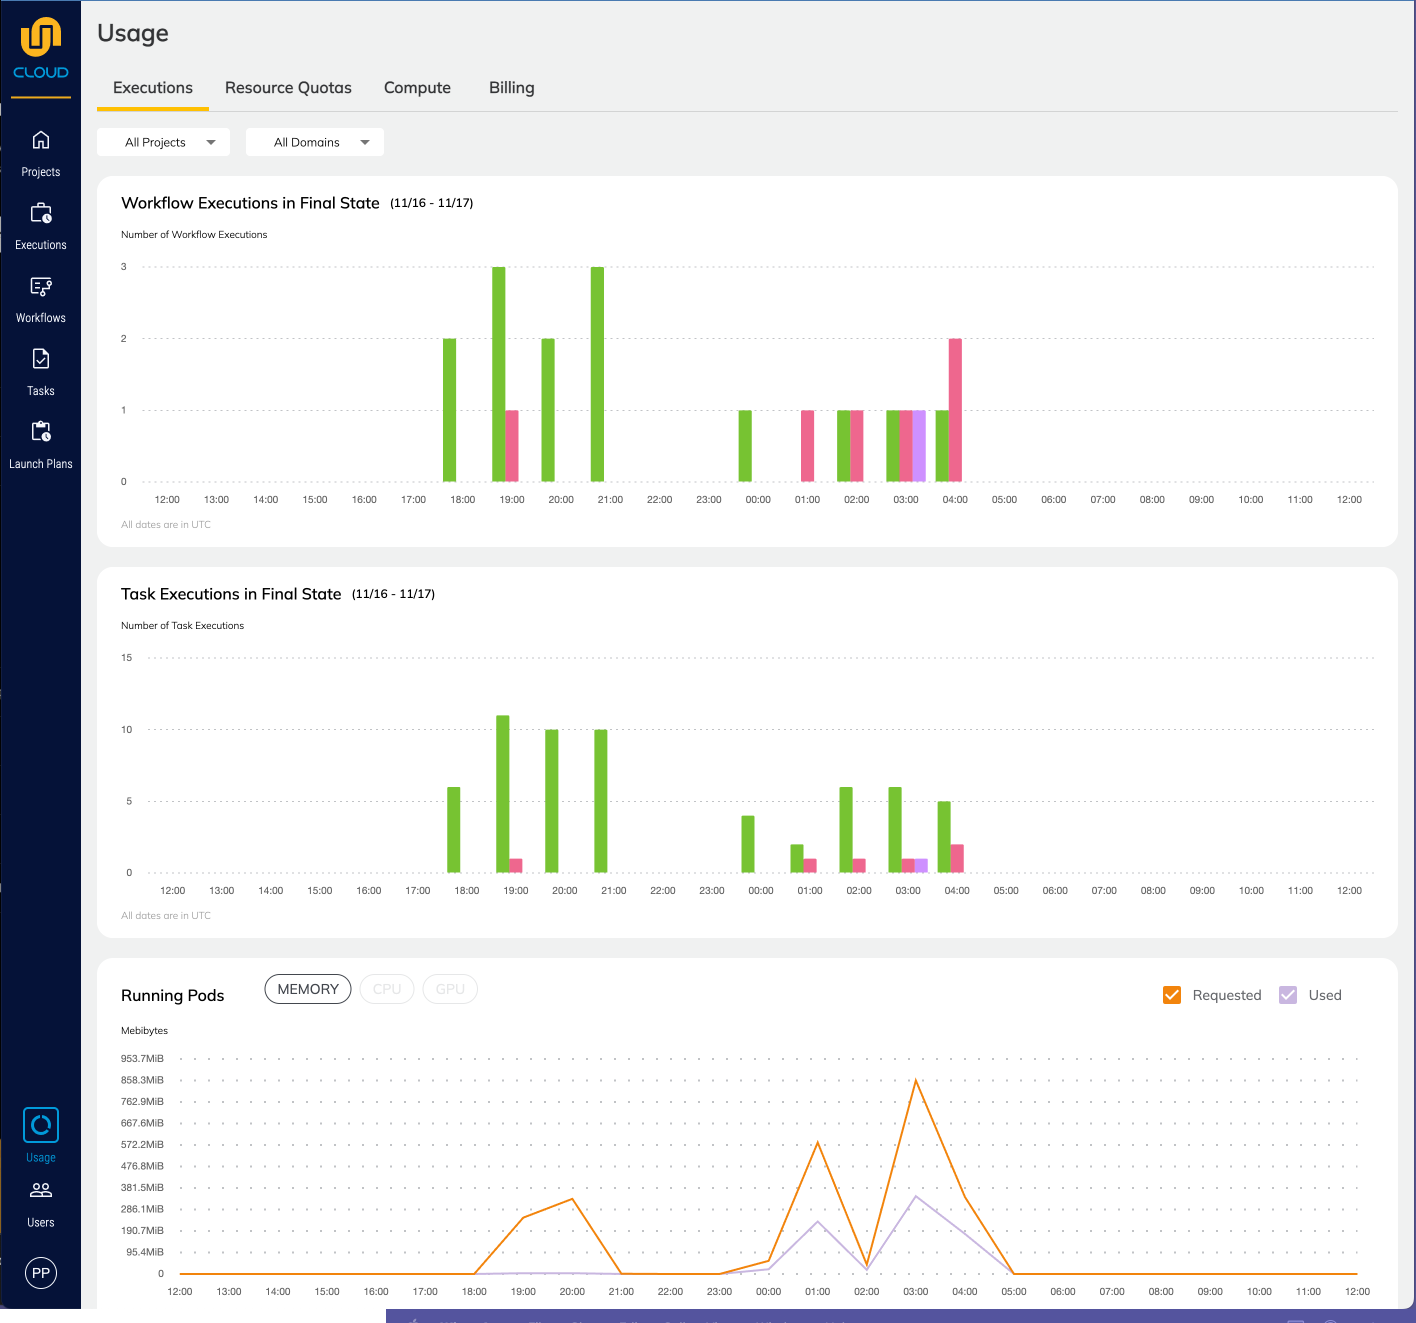 CLOUD
Projects
Executions
Workflows
Tasks
Launch Plans
Usage
Users
PP
Usage
Executions Resource Quotas Compute Billing
All Projects All Domains
Workflow Executions in Final State (11/16 - 11/17)
Number of Workflow Executions
3
2
1
0
12:00 13:00 14:00 15:00 16:00 17:00 18:00 19:00 20:00 21:00 22:00 23:00 00:00 01:00 02:00 03:00 04:00 05:00 06:00 07:00 08:00 09:00 10:00 11:00 12:00
All dates are in UTC
Task Executions in Final State (11/16 - 11/17)
Number of Task Executions
15
10
5
0
12:00 13:00 14:00 15:00 16:00 17:00 18:00 19:00 20:00 21:00 22:00 23:00 00:00 01:00 02:00 03:00 04:00 05:00 06:00 07:00 08:00 09:00 10:00 11:00 12:00
All dates are in UTC
Running Pods MEMORY CPU GPU Requested Used
Mebibytes
953.7MiB
858.3MiB
762.9MiB
667.6MiB
572.2MiB
476.8MiB
381.5MiB
286.1MiB
190.7MiB
95.4MiB
0
12:00 13:00 14:00 15:00 16:00 17:00 18:00 19:00 20:00 21:00 22:00 23:00 00:00 01:00 02:00 03:00 04:00 05:00 06:00 07:00 08:00 09:00 10:00 11:00 12:00